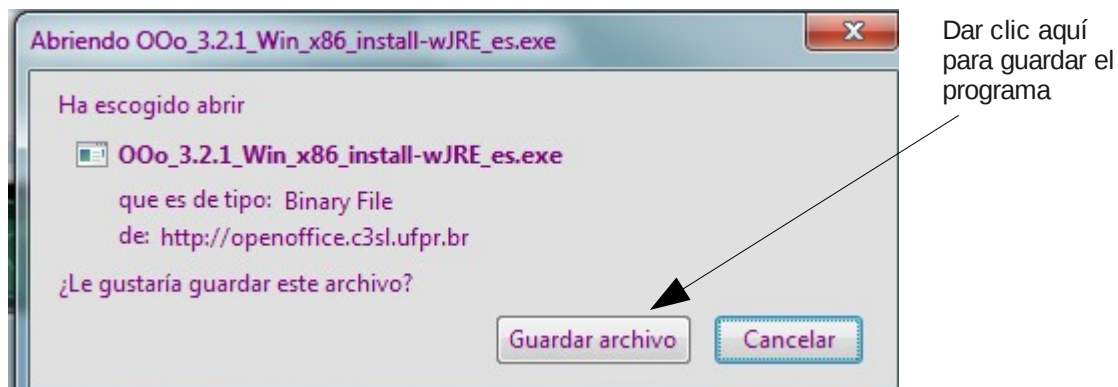 Abriendo OOo_3.2.1_Win_x86_install-wJRE_es.exe
Ha escogido abrir
OOo_3.2.1_Win_x86_install-wJRE_es.exe
que es de tipo: Binary File
de: http://openoffice.c3sl.ufpr.br
¿Le gustaría guardar este archivo?
Guardar archivo
Cancelar
Dar clic aquí
para guardar el
programa